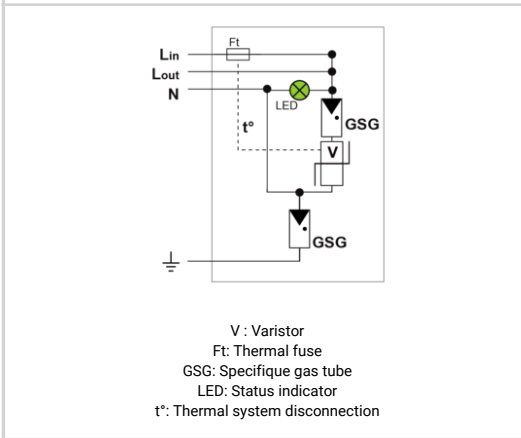 Ft
Lin
Lout
N
LED
GSG
t°
V
GSG
V : Varistor
Ft: Thermal fuse
GSG: Specifique gas tube
LED: Status indicator
t°: Thermal system disconnection